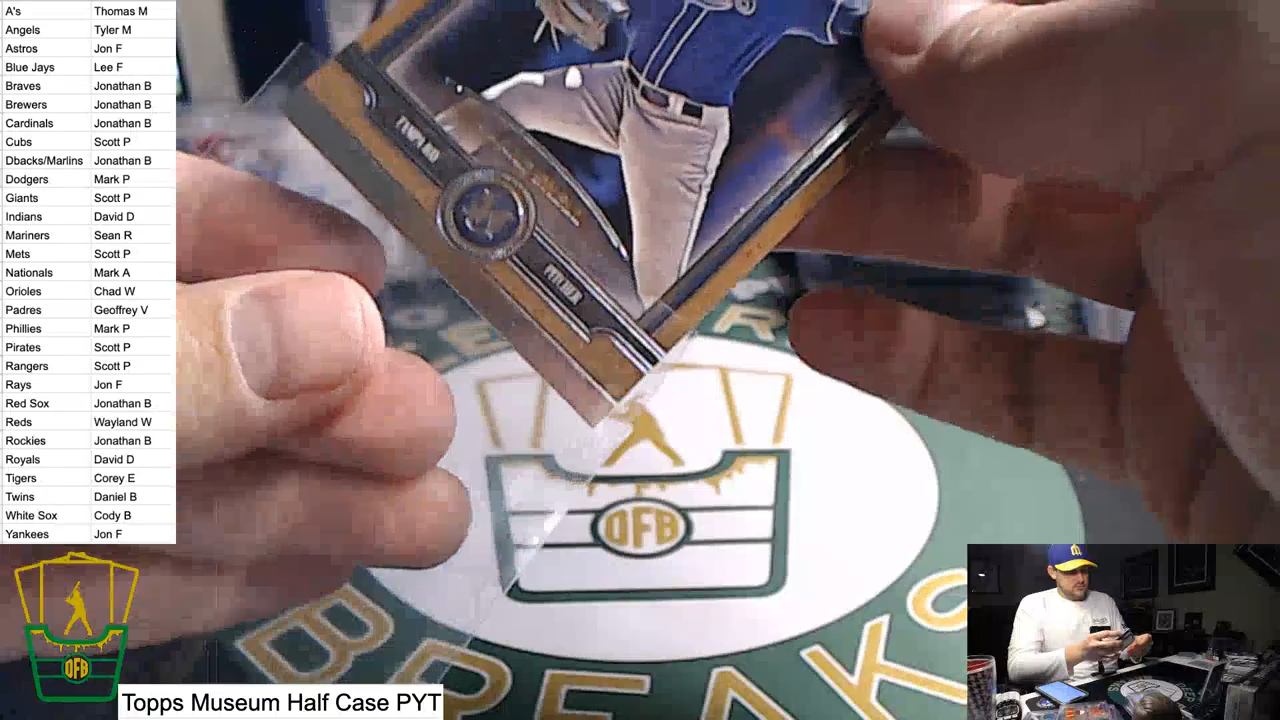 A's Thomas M
Angels Tyler M
Astros Jon F
Blue Jays Lee F
Braves Jonathan B
Brewers Jonathan B
Cardinals Jonathan B
Cubs Scott P
Dbacks/Marlins Jonathan B
Dodgers Mark P
Giants Scott P
Indians David D
Mariners Sean R
Mets Scott P
Nationals Mark A
Orioles Chad W
Padres Geoffrey V
Phillies Mark P
Pirates Scott P
Rangers Scott P
Rays Jon F
Red Sox Jonathan B
Reds Wayland W
Rockies Jonathan B
Royals David D
Tigers Corey E
Twins Daniel B
White Sox Cody B
Yankees Jon F
PITCHER
OFB
BREAKS
OFB
Topps Museum Half Case PYT